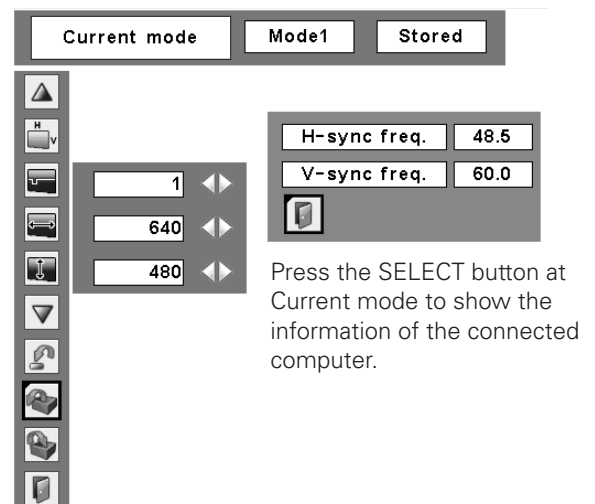 Current mode Mode1 Stored
H V
H-sync freq. 48.5
V-sync freq. 60.0
1
640
480
Press the SELECT button at
Current mode to show the
information of the connected
computer.